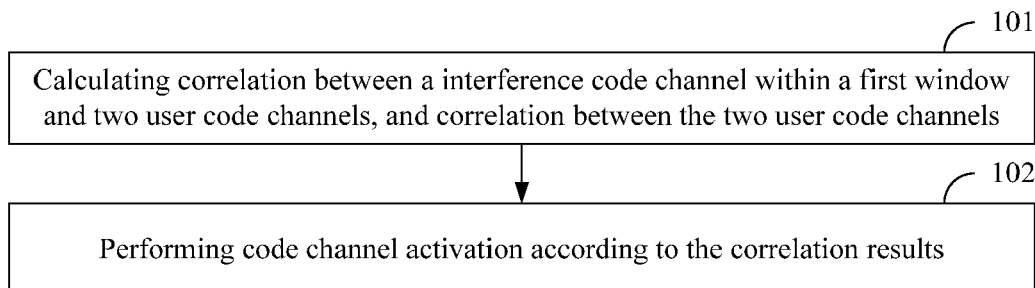 101
Calculating correlation between a interference code channel within a first window
and two user code channels, and correlation between the two user code channels
102
Performing code channel activation according to the correlation results